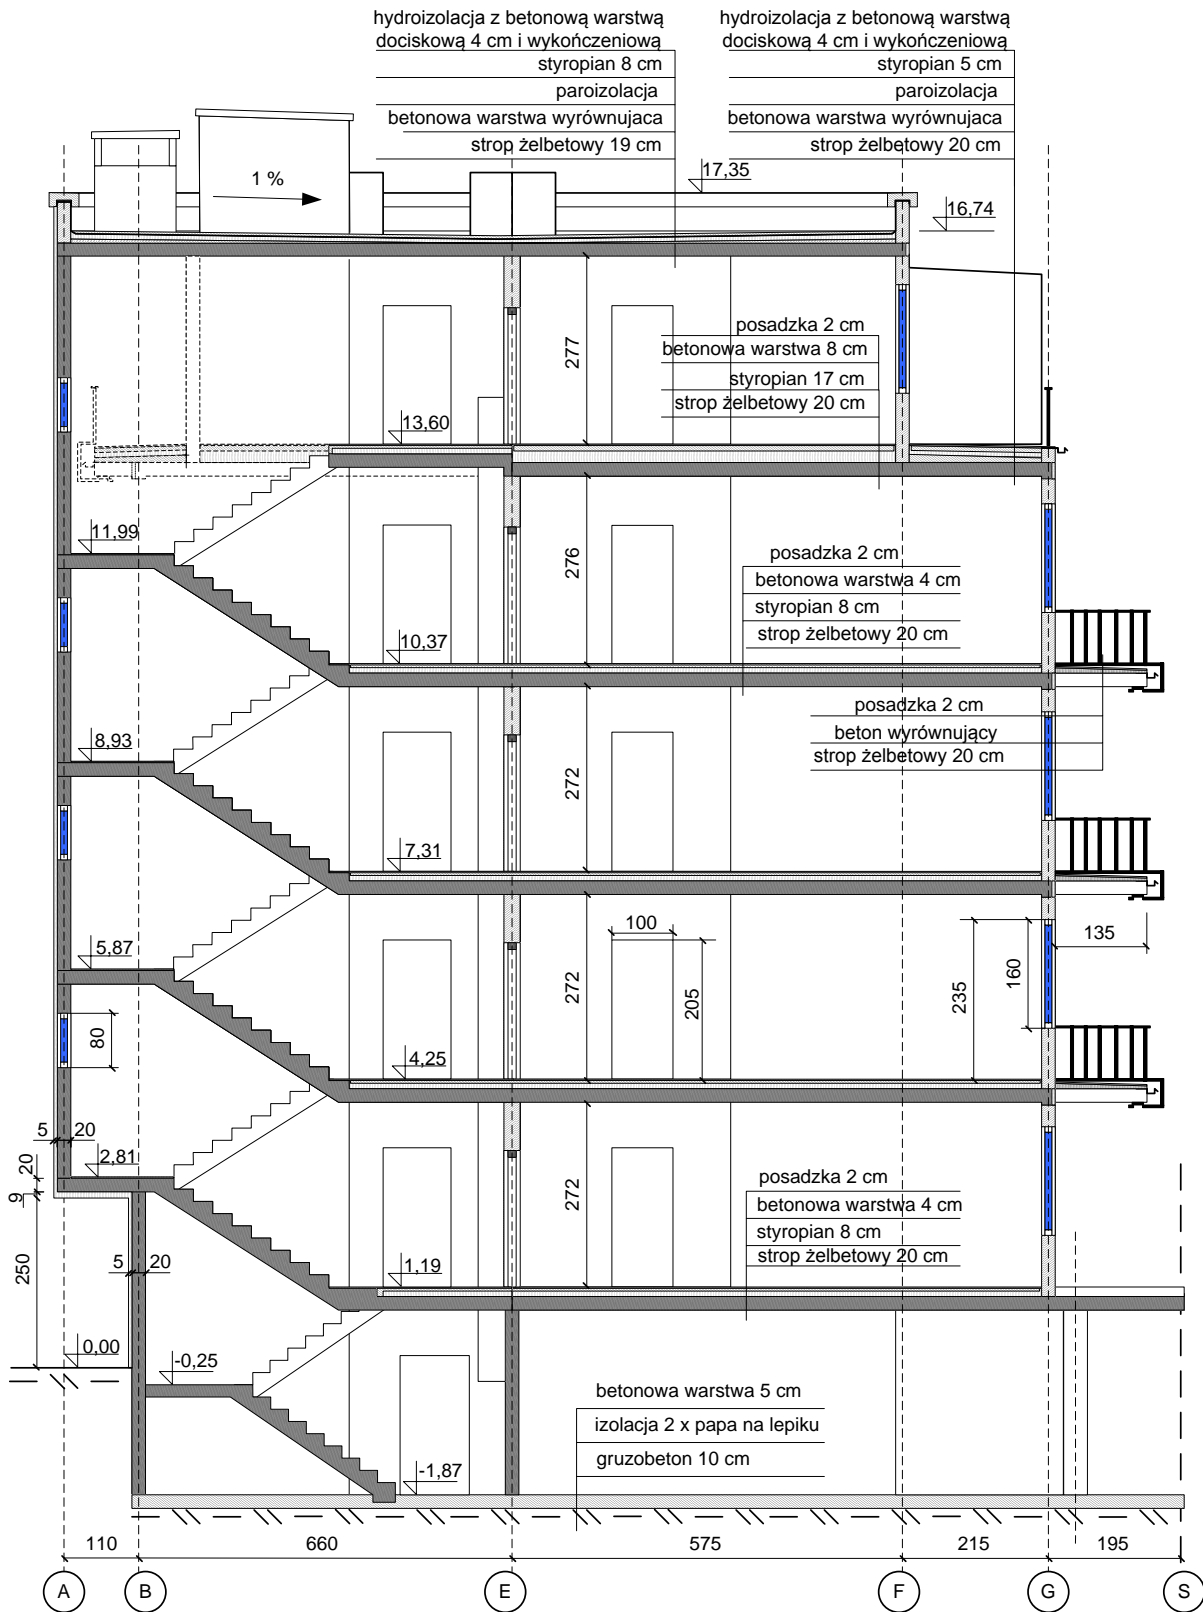 hydroizolacja z betonową warstwą
dociskową 4 cm i wykończeniową
styropian 8 cm
paroizolacja
betonowa warstwa wyrównujaca
strop żelbetowy 19 cm
hydroizolacja z betonową warstwą
dociskową 4 cm i wykończeniową
styropian 5 cm
paroizolacja
betonowa warstwa wyrównujaca
strop żelbetowy 20 cm
1 %
17,35
16,74
277
posadzka 2 cm
betonowa warstwa 8 cm
styropian 17 cm
strop żelbetowy 20 cm
13,60
11,99
276
posadzka 2 cm
betonowa warstwa 4 cm
styropian 8 cm
strop żelbetowy 20 cm
10,37
posadzka 2 cm
beton wyrównujący
strop żelbetowy 20 cm
8,93
272
7,31
5,87
272
100
205
235
160
135
80
4,25
5
20
2,81
20
9
250
272
posadzka 2 cm
betonowa warstwa 4 cm
styropian 8 cm
strop żelbetowy 20 cm
5
20
1,19
0,00
-0,25
betonowa warstwa 5 cm
izolacja 2 x papa na lepiku
gruzobeton 10 cm
-1,87
110
660
575
215
195
A
B
E
F
G
S